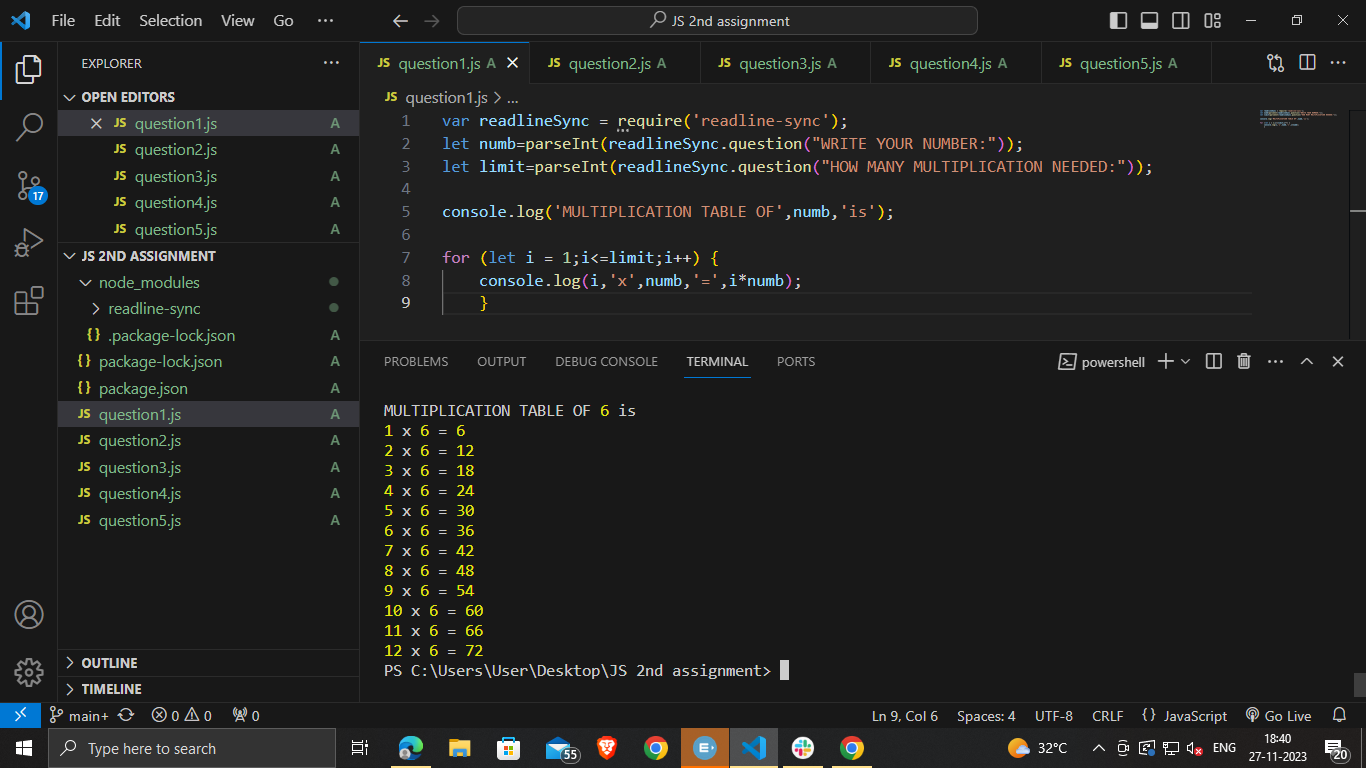 File Edit Selection View Go ··· JS 2nd assignment
EXPLORER ···
OPEN EDITORS
JS question1.js A
JS question2.js A
JS question3.js A
JS question4.js A
JS question5.js A
JS 2ND ASSIGNMENT
node_modules
readline-sync
{} .package-lock.json A
{} package-lock.json A
{} package.json A
JS question1.js A
JS question2.js A
JS question3.js A
JS question4.js A
JS question5.js A
OUTLINE
TIMELINE
17
JS question1.js A JS question2.js A JS question3.js A JS question4.js A JS question5.js A
JS question1.js > ...
1 var readlineSync = require('readline-sync');
2 let numb=parseInt(readlineSync.question("WRITE YOUR NUMBER:"));
3 let limit=parseInt(readlineSync.question("HOW MANY MULTIPLICATION NEEDED:"));
4
5 console.log('MULTIPLICATION TABLE OF',numb,'is');
6
7 for (let i = 1;i<=limit;i++) {
8 console.log(i,'x',numb,'=',i*numb);
9 }
PROBLEMS OUTPUT DEBUG CONSOLE TERMINAL PORTS powershell
MULTIPLICATION TABLE OF 6 is
1 x 6 = 6
2 x 6 = 12
3 x 6 = 18
4 x 6 = 24
5 x 6 = 30
6 x 6 = 36
7 x 6 = 42
8 x 6 = 48
9 x 6 = 54
10 x 6 = 60
11 x 6 = 66
12 x 6 = 72
PS C:\Users\User\Desktop\JS 2nd assignment>
main+ 0 0 0 Ln 9, Col 6 Spaces: 4 UTF-8 CRLF {} JavaScript Go Live
Type here to search 55 E 32°C ENG 18:40
27-11-2023 20